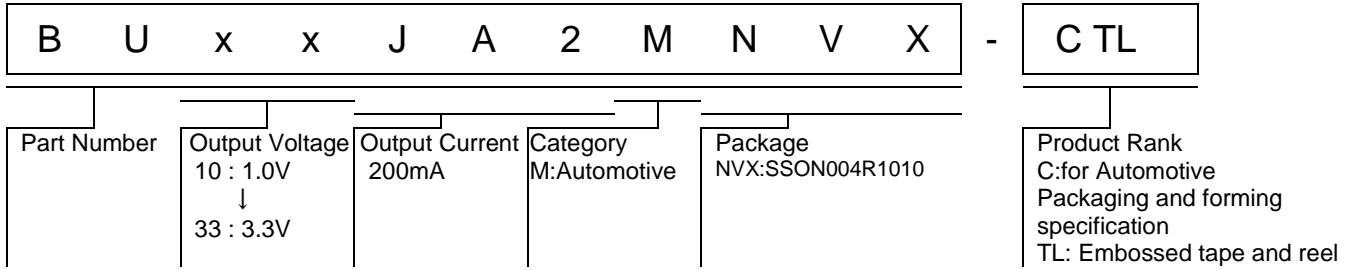 B U x x J A 2 M N V X - C TL
Part Number
Output Voltage
10 : 1.0V
↓
33 : 3.3V
Output Current
200mA
Category
M:Automotive
Package
NVX:SSON004R1010
Product Rank
C:for Automotive
Packaging and forming
specification
TL: Embossed tape and reel